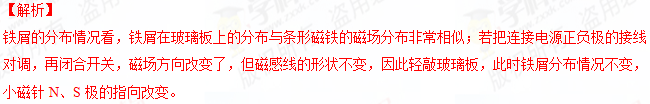 【解析】
铁屑的分布情况看，铁屑在玻璃板上的分布与条形磁铁的磁场分布非常相似；若把连接电源正负极的接线
对调，再闭合开关，磁场方向改变了，但磁感线的形状不变，因此轻敲玻璃板，此时铁屑分布情况不变，
小磁针 N、S 极的指向改变。